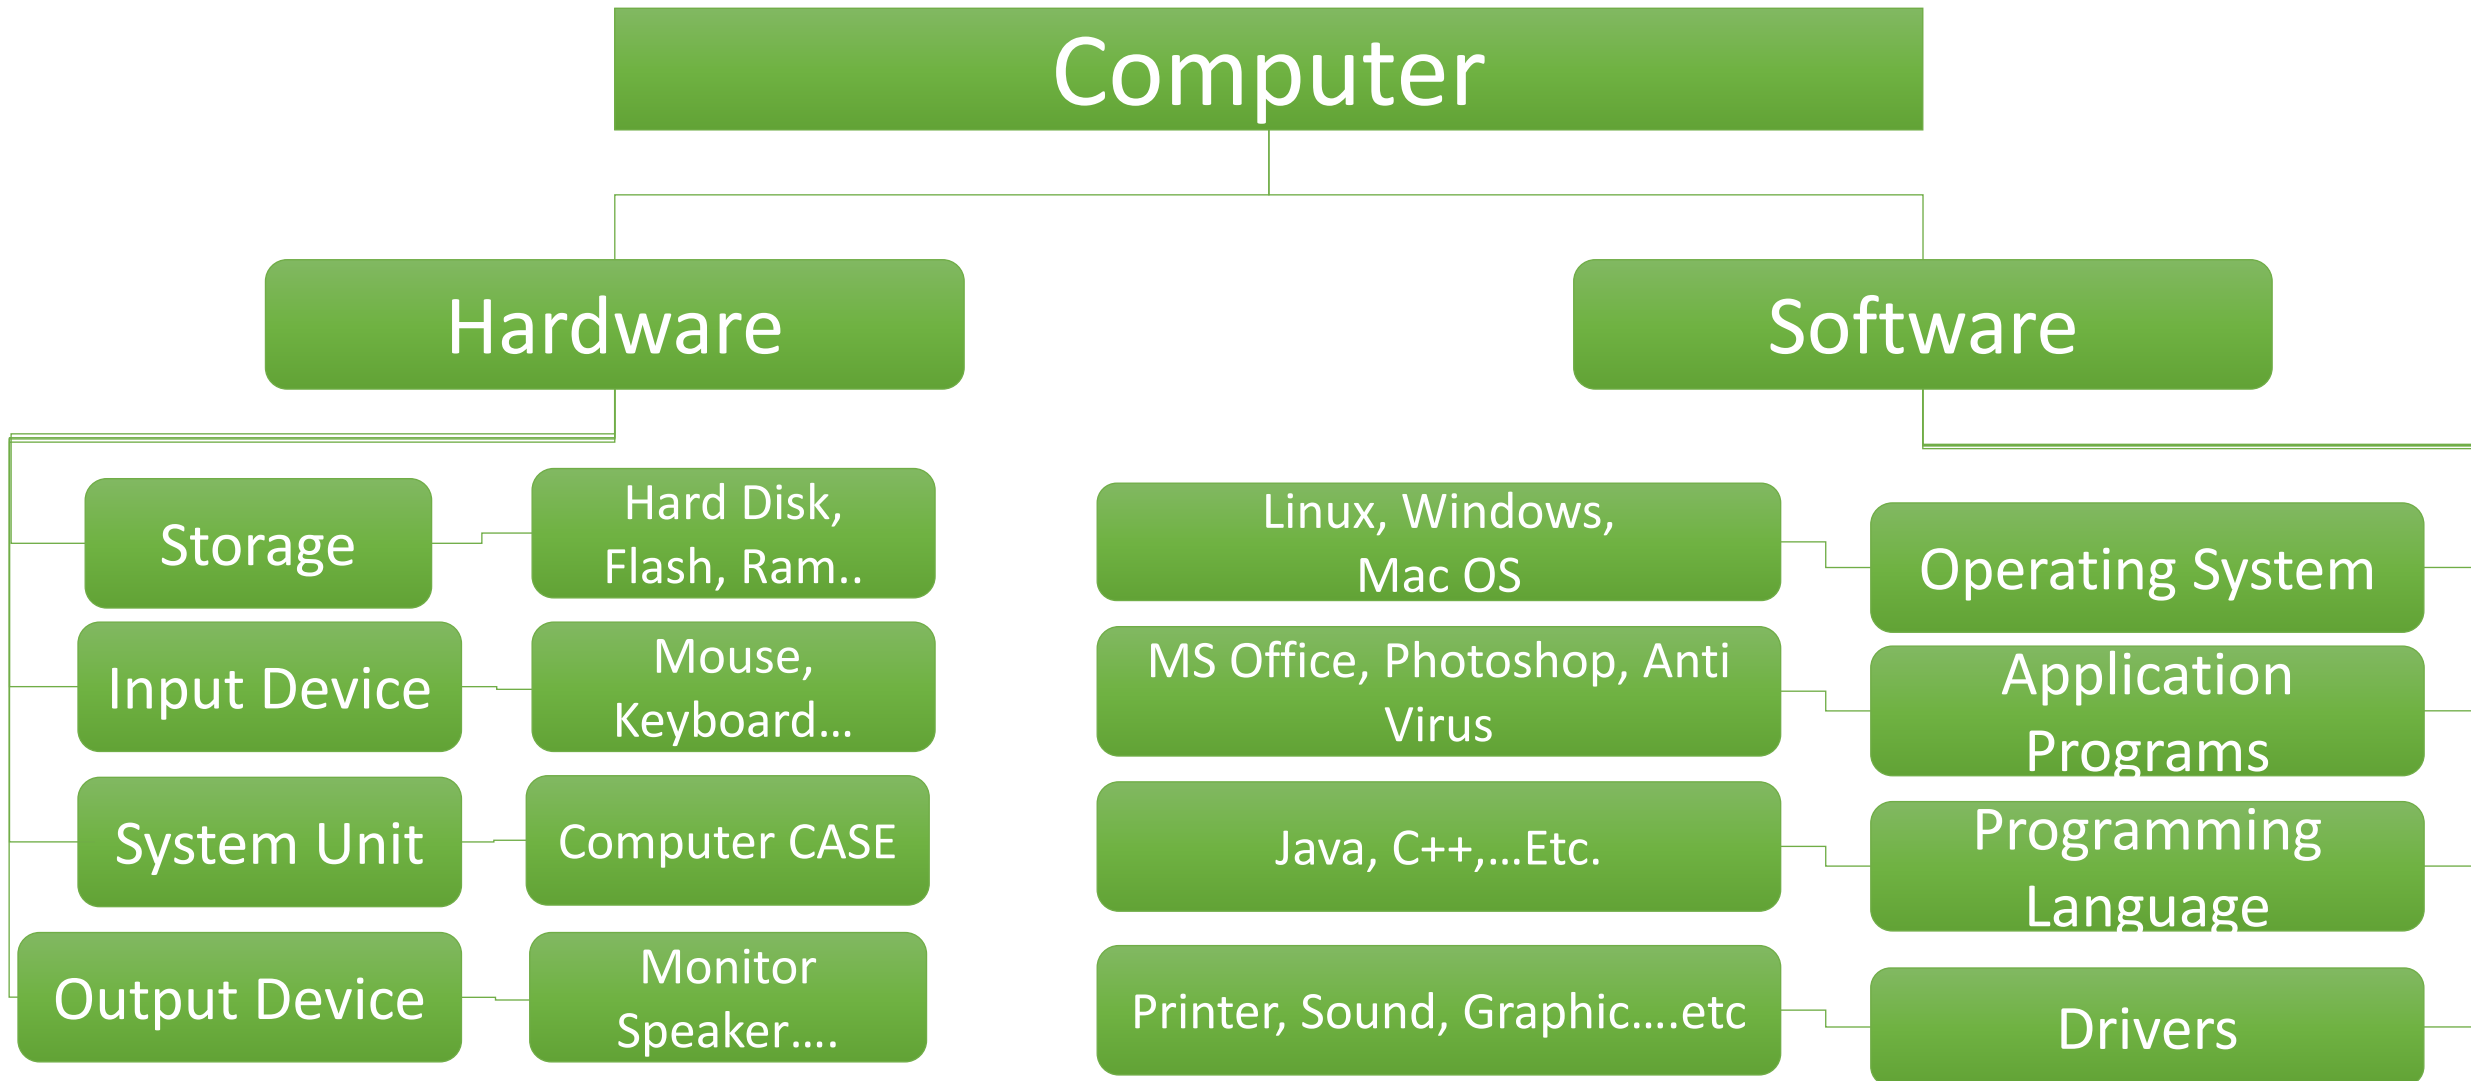 Computer
Hardware
Software
Storage
Hard Disk,
Flash, Ram..
Input Device
Mouse,
Keyboard...
System Unit
Computer CASE
Output Device
Monitor
Speaker....
Linux, Windows,
Mac OS
Operating System
MS Office, Photoshop, Anti
Virus
Application
Programs
Java, C++,...Etc.
Programming
Language
Printer, Sound, Graphic....etc
Drivers